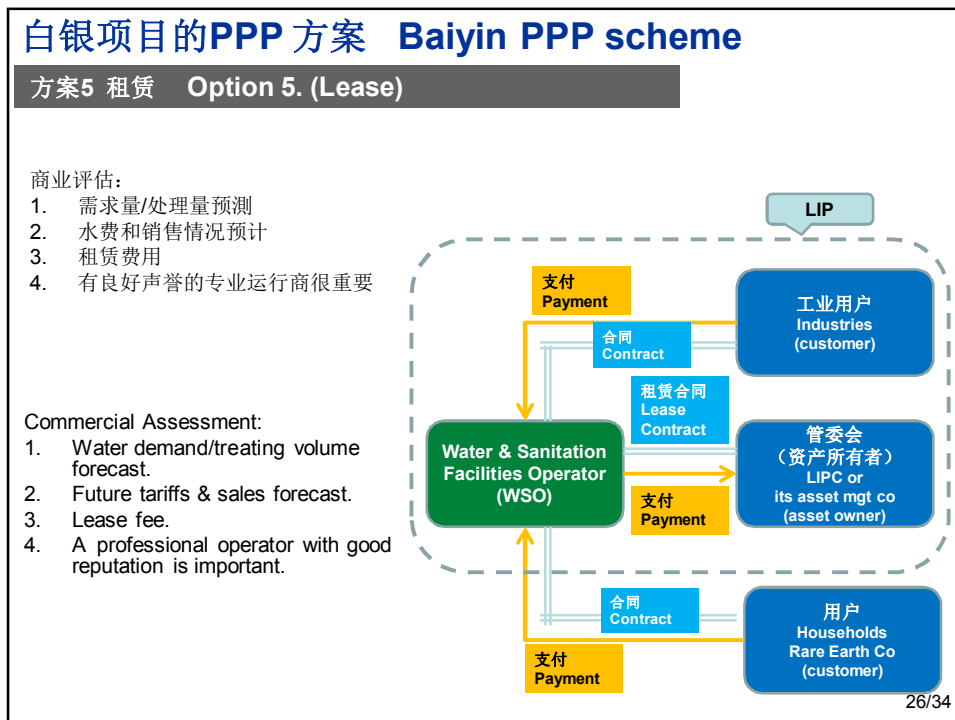 白银项目的PPP 方案 Baiyin PPP scheme
方案5 租赁 Option 5. (Lease)
商业评估：
1. 需求量/处理量预测
2. 水费和销售情况预计
3. 租赁费用
4. 有良好声誉的专业运行商很重要
Commercial Assessment:
1. Water demand/treating volume
forecast.
2. Future tariffs & sales forecast.
3. Lease fee.
4. A professional operator with good
reputation is important.
LIP
支付
Payment
合同
Contract
工业用户
Industries
(customer)
租赁合同
Lease
Contract
Water & Sanitation
Facilities Operator
(WSO)
支付
Payment
管委会
（资产所有者）
LIPC or
its asset mgt co
(asset owner)
合同
Contract
支付
Payment
用户
Households
Rare Earth Co
(customer)
26/34